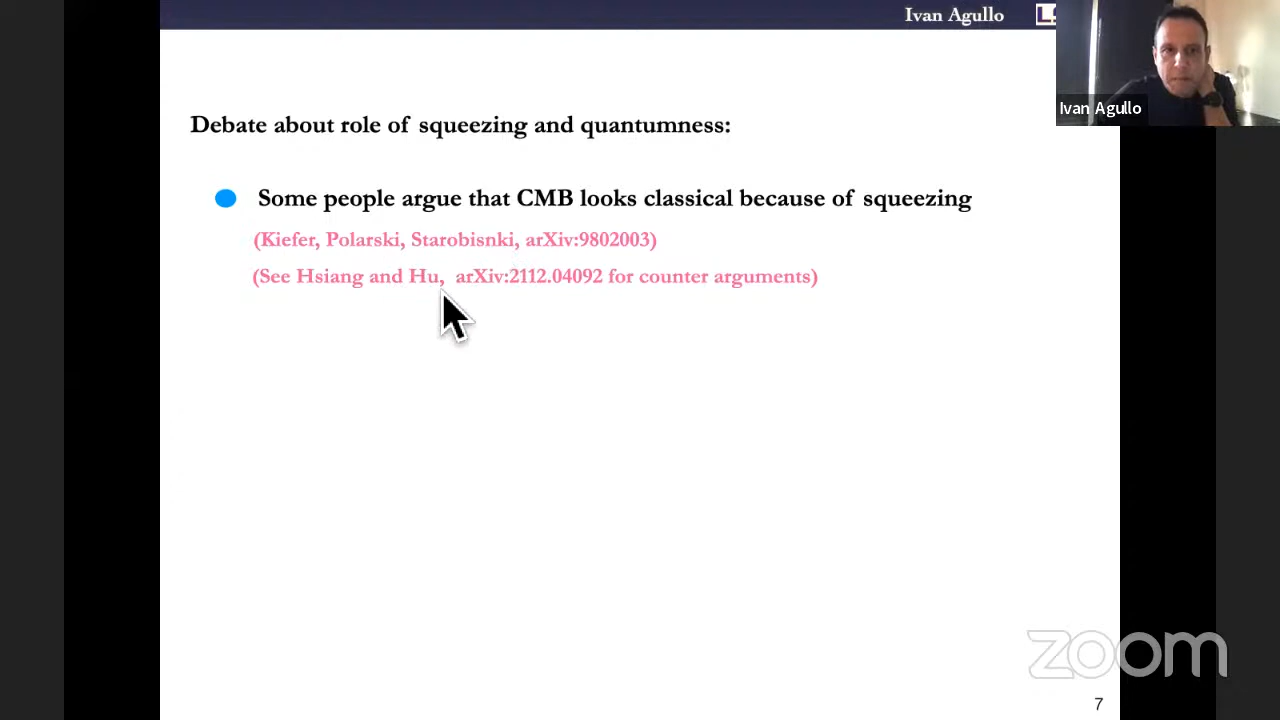 Ivan Agullo
Ivan Agullo
Debate about role of squeezing and quantumness:
Some people argue that CMB looks classical because of squeezing
(Kiefer, Polarski, Starobisnki, arXiv:9802003)
(See Hsiang and Hu, arXiv:2112.04092 for counter arguments)
zoom
7